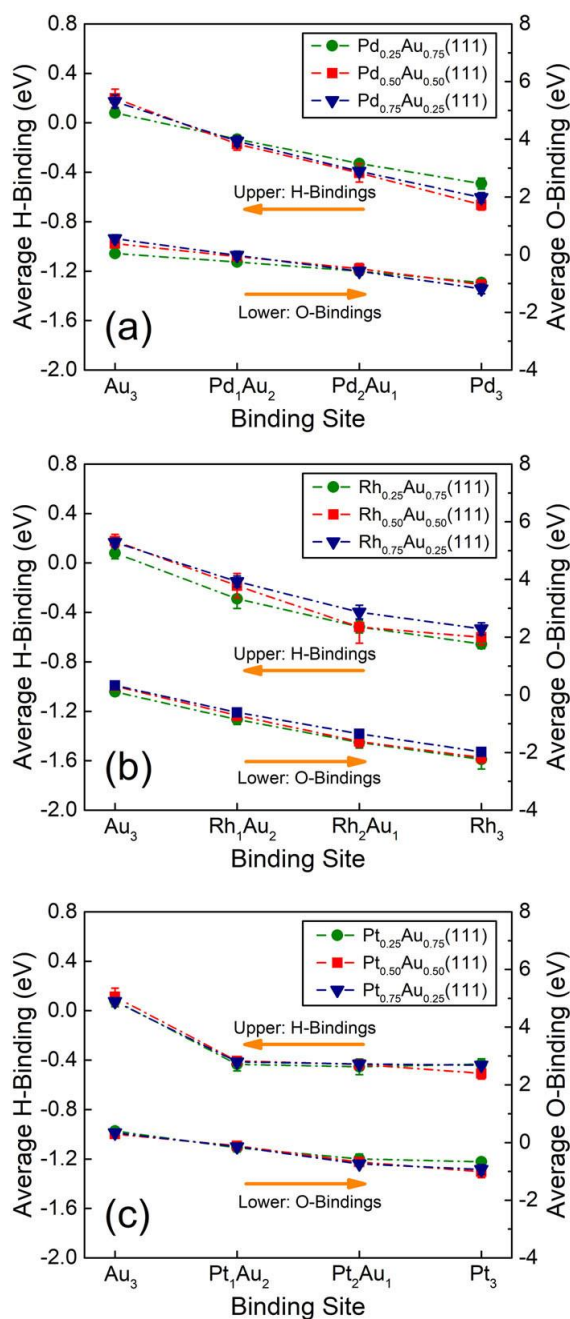 Pd0.25Au0.75(111)
Pd0.50Au0.50(111)
Pd0.75Au0.25(111)
Upper: H-Bindings
Lower: O-Bindings
(a)
Average H-Binding (eV)
0.8
0.4
0.0
-0.4
-0.8
-1.2
-1.6
-2.0
Average O-Binding (eV)
8
6
4
2
0
-2
-4
Au3 Pd1Au2 Pd2Au1 Pd3
Binding Site
Rh0.25Au0.75(111)
Rh0.50Au0.50(111)
Rh0.75Au0.25(111)
Upper: H-Bindings
Lower: O-Bindings
(b)
Average H-Binding (eV)
0.8
0.4
0.0
-0.4
-0.8
-1.2
-1.6
-2.0
Average O-Binding (eV)
8
6
4
2
0
-2
-4
Au3 Rh1Au2 Rh2Au1 Rh3
Binding Site
Pt0.25Au0.75(111)
Pt0.50Au0.50(111)
Pt0.75Au0.25(111)
Upper: H-Bindings
Lower: O-Bindings
(c)
Average H-Binding (eV)
0.8
0.4
0.0
-0.4
-0.8
-1.2
-1.6
-2.0
Average O-Binding (eV)
8
6
4
2
0
-2
-4
Au3 Pt1Au2 Pt2Au1 Pt3
Binding Site